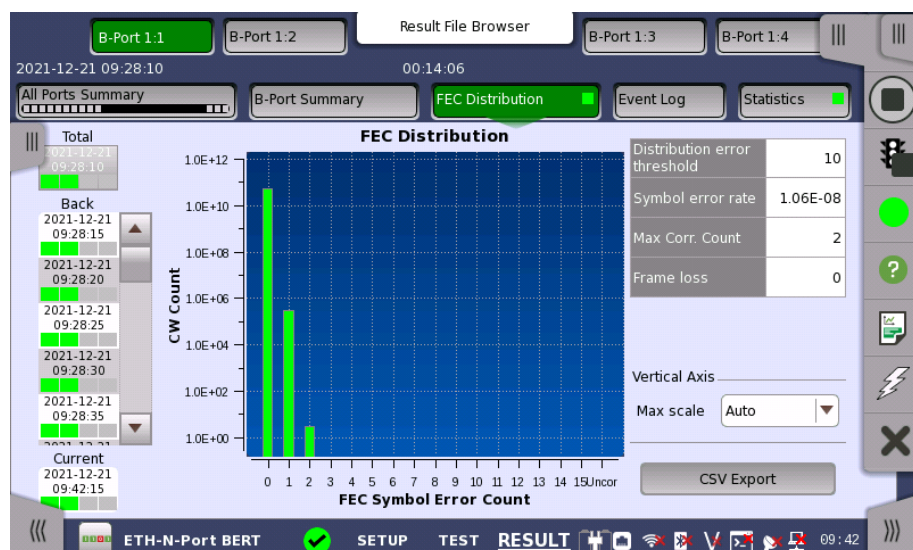 Result File Browser
B-Port 1:1
B-Port 1:2
B-Port 1:3
B-Port 1:4
2021-12-21 09:28:10
00:14:06
All Ports Summary
B-Port Summary
FEC Distribution
Event Log
Statistics
Total
2021-12-21
09:28:10
Back
2021-12-21
09:28:15
2021-12-21
09:28:20
2021-12-21
09:28:25
2021-12-21
09:28:30
2021-12-21
09:28:35
Current
2021-12-21
09:42:15
FEC Distribution
CW Count
1.0E+12
1.0E+10
1.0E+08
1.0E+06
1.0E+04
1.0E+02
1.0E+00
0 1 2 3 4 5 6 7 8 9 10 11 12 13 14 15 Uncor
FEC Symbol Error Count
Distribution error
threshold 10
Symbol error rate 1.06E-08
Max Corr. Count 2
Frame loss 0
Vertical Axis
Max scale Auto
CSV Export
ETH-N-Port BERT
SETUP
TEST
RESULT
09:42